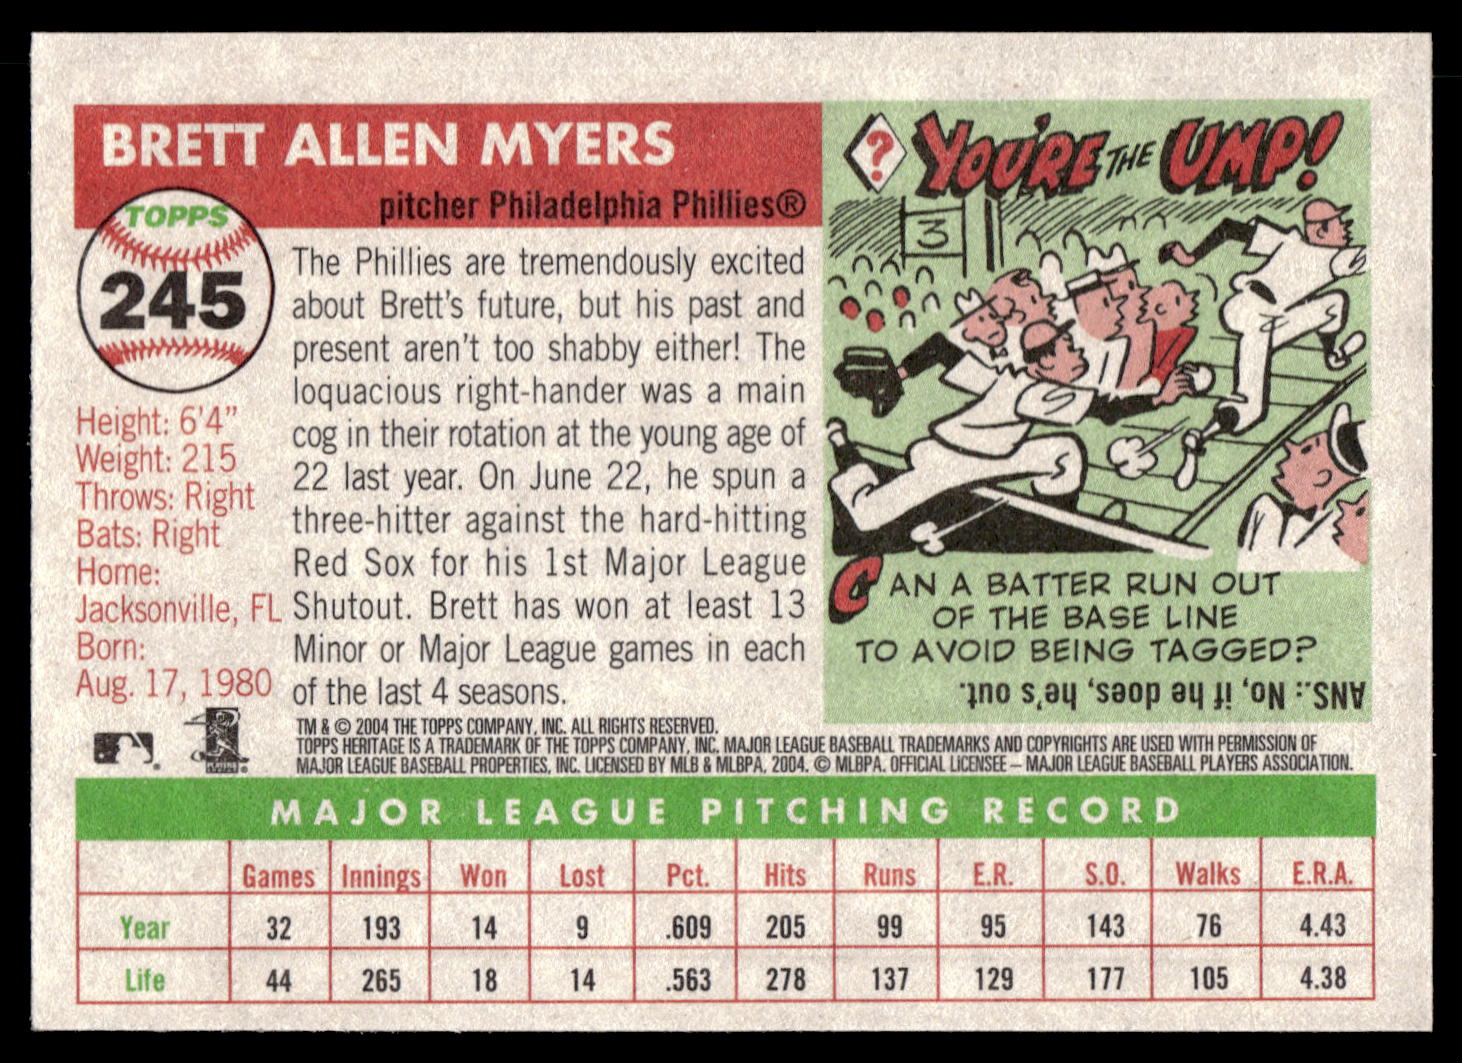 BRETT ALLEN MYERS
pitcher Philadelphia Phillies®
TOPPS
245
Height: 6'4"
Weight: 215
Throws: Right
Bats: Right
Home:
Jacksonville, FL
Born:
Aug. 17, 1980
The Phillies are tremendously excited
about Brett's future, but his past and
present aren't too shabby either! The
loquacious right-hander was a main
cog in their rotation at the young age of
22 last year. On June 22, he spun a
three-hitter against the hard-hitting
Red Sox for his 1st Major League
Shutout. Brett has won at least 13
Minor or Major League games in each
of the last 4 seasons.
? YOU'RE THE UMP!
3
CAN A BATTER RUN OUT
OF THE BASE LINE
TO AVOID BEING TAGGED?
ANS.: No, if he does, he's out.
TM & © 2004 THE TOPPS COMPANY, INC. ALL RIGHTS RESERVED.
TOPPS HERITAGE IS A TRADEMARK OF THE TOPPS COMPANY, INC. MAJOR LEAGUE BASEBALL TRADEMARKS AND COPYRIGHTS ARE USED WITH PERMISSION OF
MAJOR LEAGUE BASEBALL PROPERTIES, INC. LICENSED BY MLB & MLBPA, 2004. © MLBPA. OFFICIAL LICENSEE – MAJOR LEAGUE BASEBALL PLAYERS ASSOCIATION.
MAJOR LEAGUE PITCHING RECORD
Games Innings Won Lost Pct. Hits Runs E.R. S.O. Walks E.R.A.
Year 32 193 14 9 .609 205 99 95 143 76 4.43
Life 44 265 18 14 .563 278 137 129 177 105 4.38